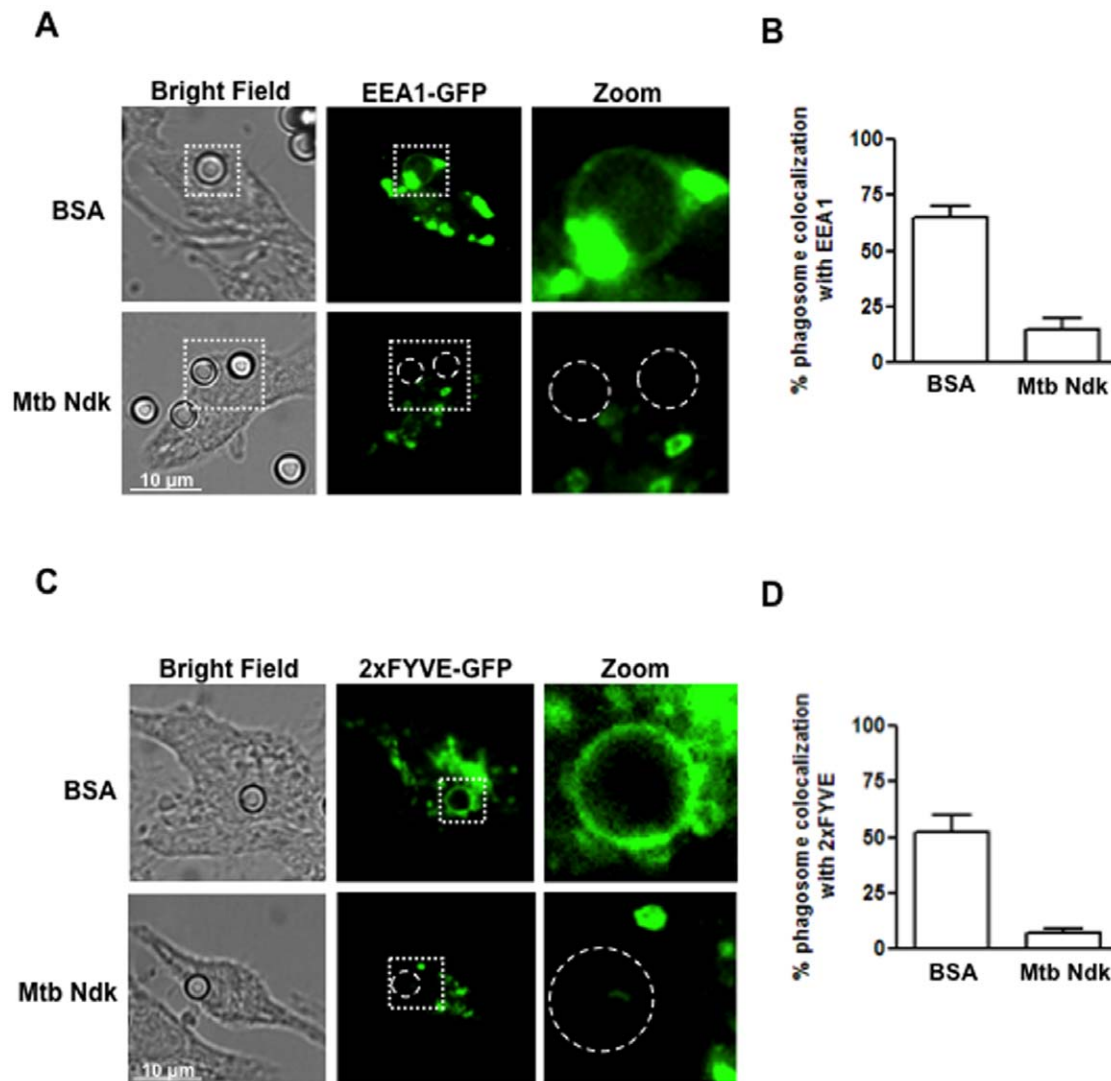 A
Bright Field EEA1-GFP Zoom
BSA
Mtb Ndk
10 µm
B
% phagosome colocalization
with EEA1
100
75
50
25
0
BSA Mtb Ndk
C
Bright Field 2xFYVE-GFP Zoom
BSA
Mtb Ndk
10 µm
D
% phagosome colocalization
with 2xFYVE
100
75
50
25
0
BSA Mtb Ndk